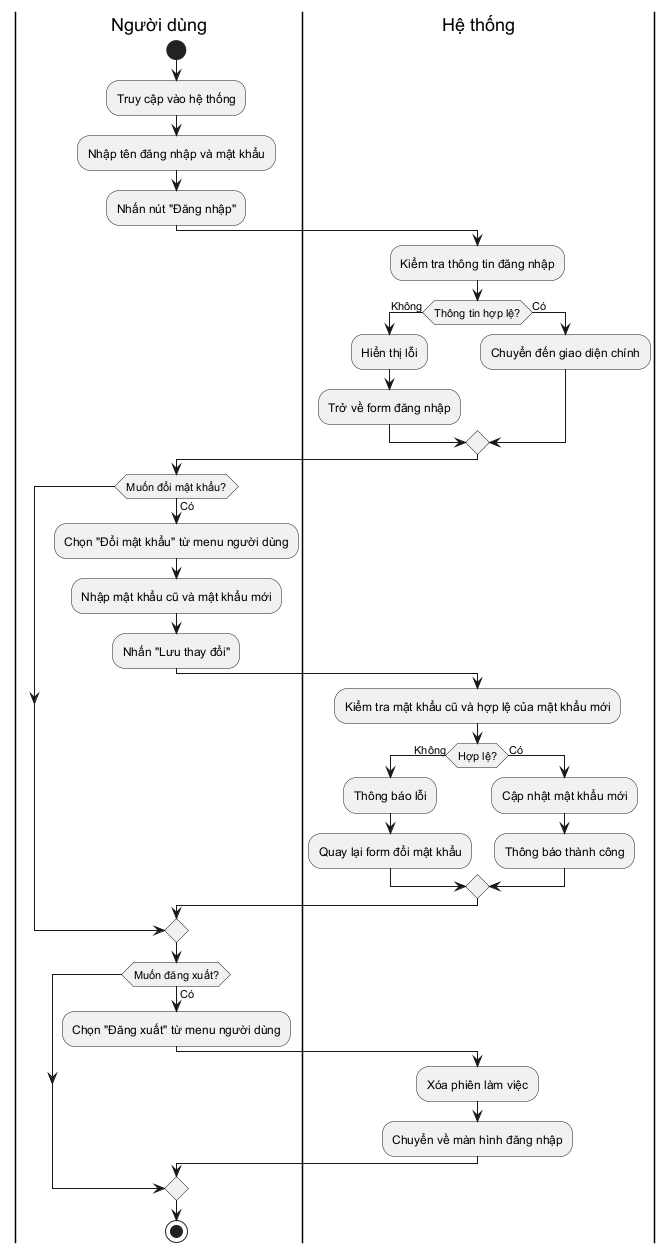 Người dùng
Hệ thống
Truy cập vào hệ thống
Nhập tên đăng nhập và mật khẩu
Nhấn nút "Đăng nhập"
Kiểm tra thông tin đăng nhập
Không
Thông tin hợp lệ?
Có
Hiển thị lỗi
Chuyển đến giao diện chính
Trở về form đăng nhập
Muốn đổi mật khẩu?
Có
Chọn "Đổi mật khẩu" từ menu người dùng
Nhập mật khẩu cũ và mật khẩu mới
Nhấn "Lưu thay đổi"
Kiểm tra mật khẩu cũ và hợp lệ của mật khẩu mới
Không
Hợp lệ?
Có
Thông báo lỗi
Cập nhật mật khẩu mới
Quay lại form đổi mật khẩu
Thông báo thành công
Muốn đăng xuất?
Có
Chọn "Đăng xuất" từ menu người dùng
Xóa phiên làm việc
Chuyển về màn hình đăng nhập